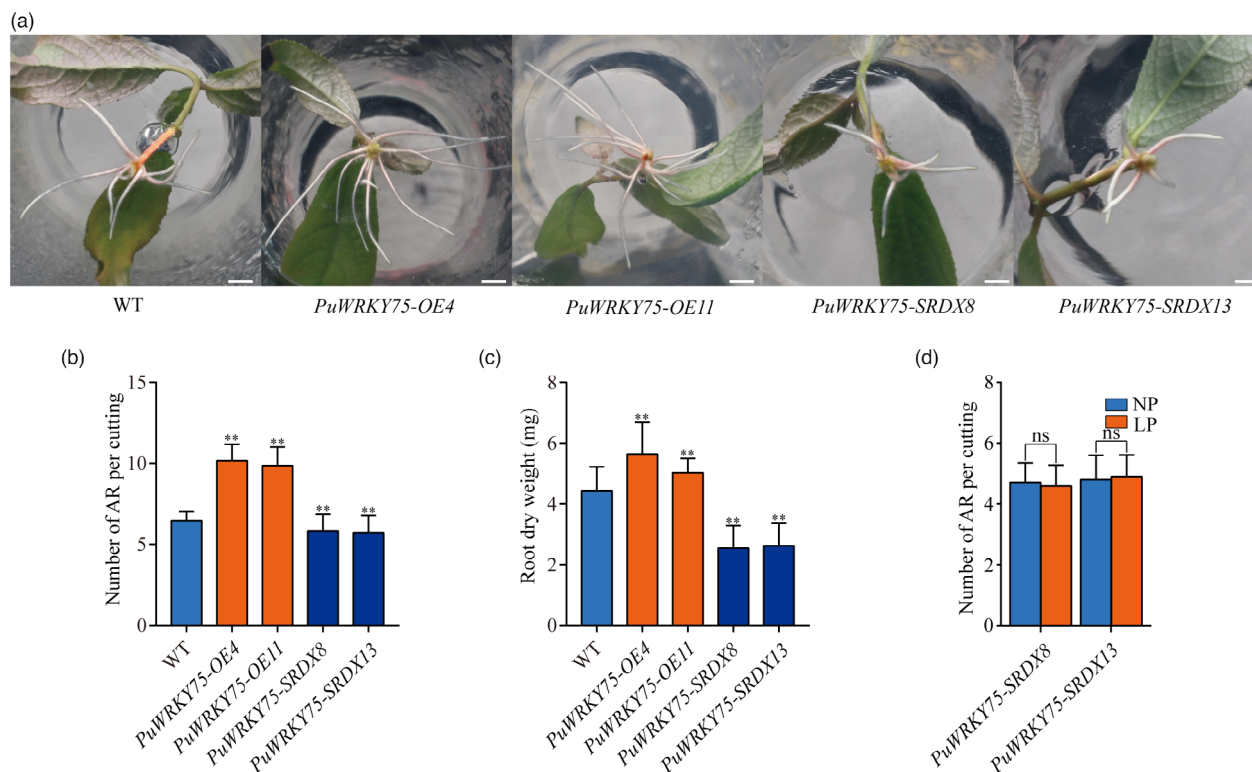 (a)
WT
PuWRKY75-OE4
PuWRKY75-OE11
PuWRKY75-SRDX8
PuWRKY75-SRDX13
(b)
Number of AR per cutting
15
10
5
0
**
**
**
**
WT
PuWRKY75-OE4
PuWRKY75-OE11
PuWRKY75-SRDX8
PuWRKY75-SRDX13
(c)
Root dry weight (mg)
8
6
4
2
0
**
**
**
**
WT
PuWRKY75-OE4
PuWRKY75-OE11
PuWRKY75-SRDX8
PuWRKY75-SRDX13
(d)
Number of AR per cutting
8
6
4
2
0
NP
LP
ns
ns
PuWRKY75-SRDX8
PuWRKY75-SRDX13